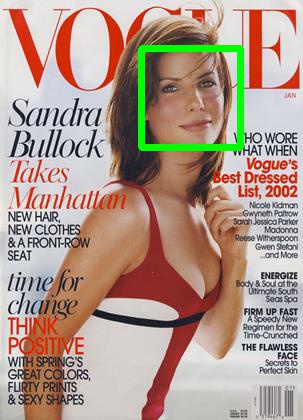 VOGUE
JAN
Sandra
Bullock
Takes
Manhattan
NEW HAIR,
NEW CLOTHES
& A FRONT-ROW
SEAT
time for
change
THINK
POSITIVE
WITH SPRING'S
GREAT COLORS,
FLIRTY PRINTS
& SEXY SHAPES
WHO WORE
WHAT WHEN
Vogue's
Best Dressed
List, 2002
Nicole Kidman
Gwyneth Paltrow
Sarah Jessica Parker
Madonna
Reese Witherspoon
Gwen Stefani
...and More
ENERGIZE
Body & Soul at the
Ultimate South
Seas Spa
FIRM UP FAST
A Speedy New
Regimen for the
Time-Crunched
THE FLAWLESS
FACE
Secrets to
Perfect Skin